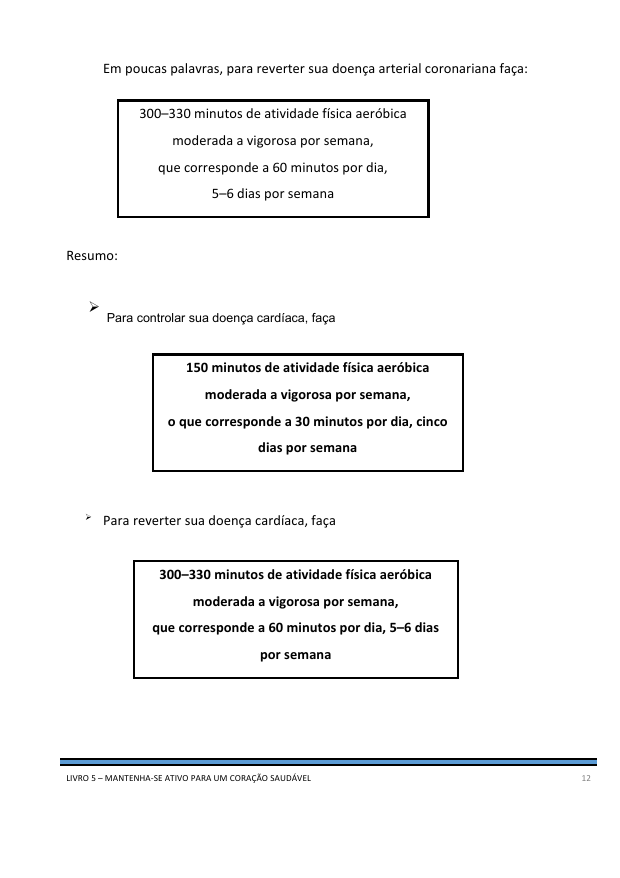 Em poucas palavras, para reverter sua doença arterial coronariana faça:
300–330 minutos de atividade física aeróbica
moderada a vigorosa por semana,
que corresponde a 60 minutos por dia,
5–6 dias por semana
Resumo:
➢ Para controlar sua doença cardíaca, faça
150 minutos de atividade física aeróbica
moderada a vigorosa por semana,
o que corresponde a 30 minutos por dia, cinco
dias por semana
➢ Para reverter sua doença cardíaca, faça
300–330 minutos de atividade física aeróbica
moderada a vigorosa por semana,
que corresponde a 60 minutos por dia, 5–6 dias
por semana
LIVRO 5 – MANTENHA-SE ATIVO PARA UM CORAÇÃO SAUDÁVEL 12